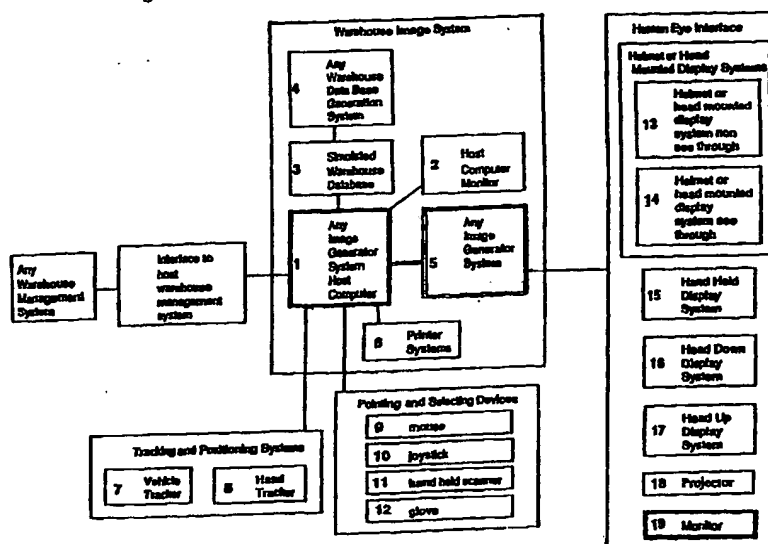 Warehouse Image System
4
Any
Warehouse
Data Base
Generation
System
3
Simulated
Warehouse
Database
2
Host
Computer
Monitor
1
Any
Image
Generator
System
Host
Computer
5
Any
Image
Generator
System
6
Printer
Systems
Any
Warehouse
Management
System
Interface to
host
warehouse
management
system
Tracking and Positioning Systems
7
Vehicle
Tracker
8
Head
Tracker
Pointing and Selecting Devices
9 mouse
10 joystick
11 hand held scanner
12 glove
Human Eye Interface
Helmet or Head
Mounted Display Systems
13
Helmet or
head mounted
display
system non
see through
14
Helmet or
head mounted
display
system see
through
15
Hand Held
Display
System
16
Head Down
Display
System
17
Head Up
Display
System
18 Projector
19 Monitor